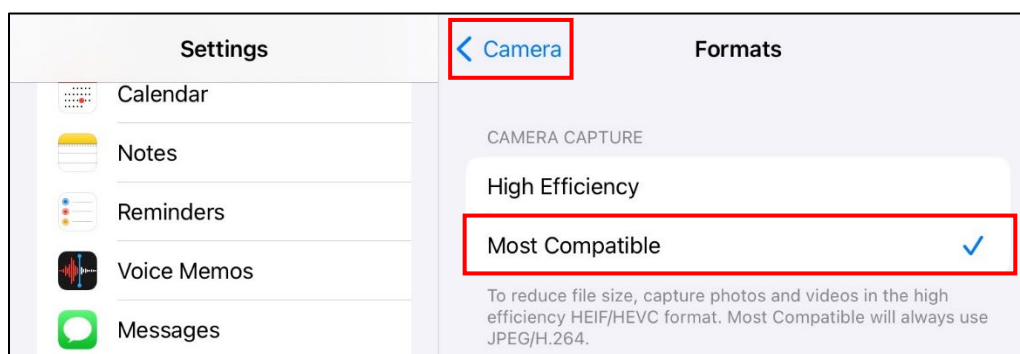 Settings
Calendar
Notes
Reminders
Voice Memos
Messages
Camera
Formats
CAMERA CAPTURE
High Efficiency
Most Compatible
To reduce file size, capture photos and videos in the high
efficiency HEIF/HEVC format. Most Compatible will always use
JPEG/H.264.